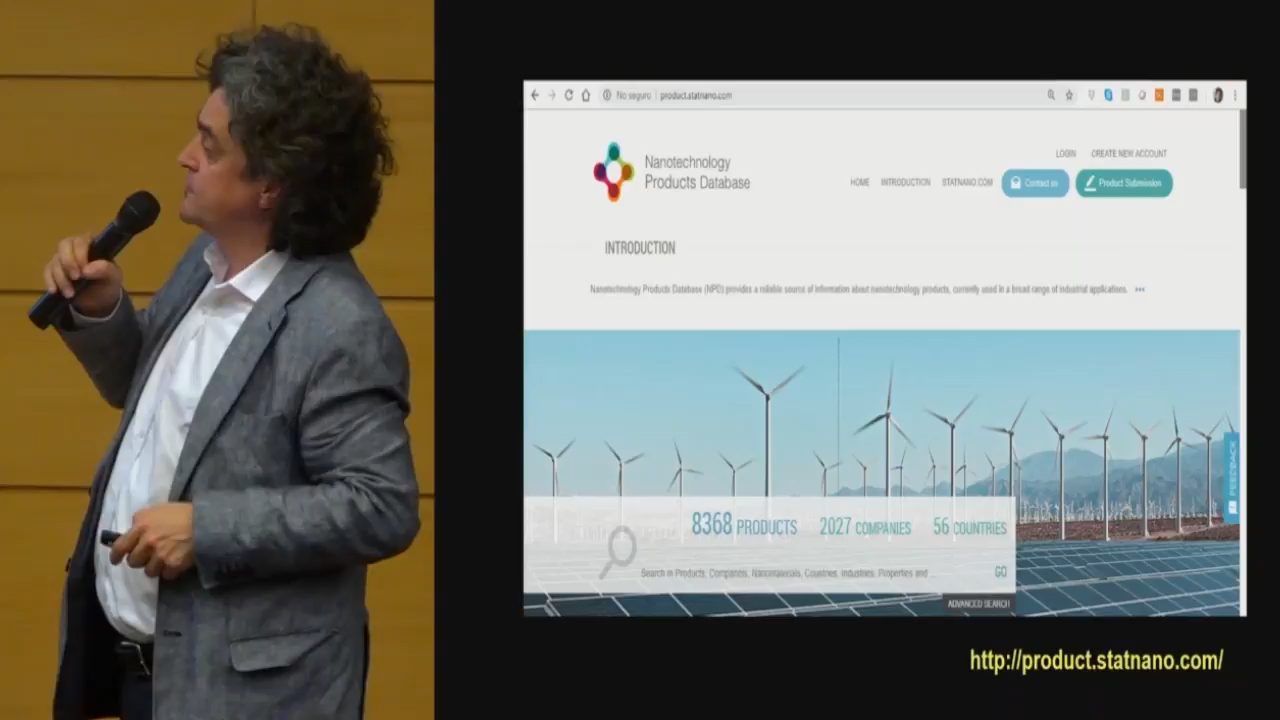 No seguro | product.statnano.com
LOGIN CREATE NEW ACCOUNT
Nanotechnology
Products Database
HOME INTRODUCTION STATNANO.COM Contact us Product Submission
INTRODUCTION
Nanotechnology Products Database (NPD) provides a reliable source of information about nanotechnology products, currently used in a broad range of industrial applications. •••
8368 PRODUCTS 2027 COMPANIES 56 COUNTRIES
Search in Products, Companies, Nanomaterials, Countries, Industries, Properties and ... GO
ADVANCED SEARCH
FEEDBACK
http://product.statnano.com/